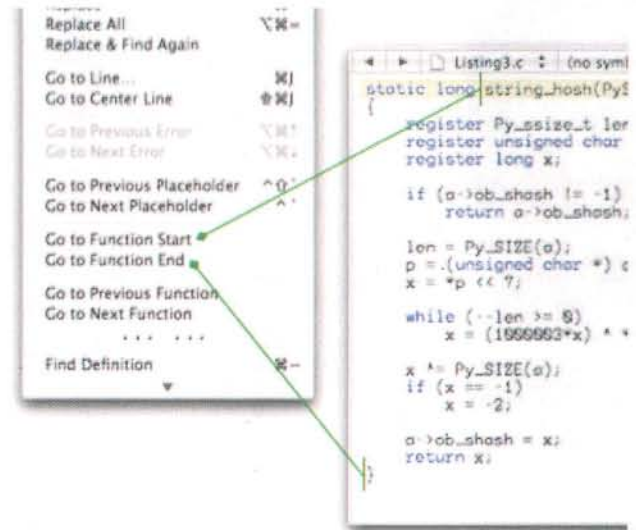 Replace All ⌥⌘=
Replace & Find Again
Go to Line... ⌘J
Go to Center Line ⇧⌘J
Go to Previous Error
Go to Next Error
Go to Previous Placeholder ^⇧`
Go to Next Placeholder ^`
Go to Function Start
Go to Function End
Go to Previous Function
Go to Next Function
... ...
Find Definition ⌘-
Listing3.c (no symb
static long string_hash(PyS
{
register Py_ssize_t len
register unsigned char
register long x;
if (a->ob_shash != -1)
return a->ob_shash;
len = Py_SIZE(a);
p = (unsigned char *)
x = *p << 7;
while (--len >= 0)
x = (1000003*x) ^ *
x ^= Py_SIZE(a);
if (x == -1)
x = -2;
a->ob_shash = x;
return x;
}